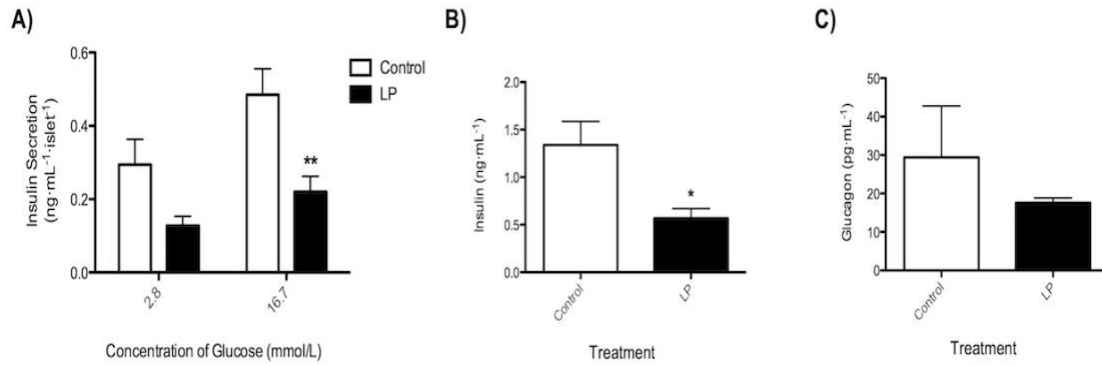 A)
Insulin Secretion
(ng·mL⁻¹·islet⁻¹)
0.6
0.4
0.2
0.0
Control
LP
**
2.8
16.7
Concentration of Glucose (mmol/L)
B)
Insulin (ng·mL⁻¹)
2.0
1.5
1.0
0.5
0.0
*
Control
LP
Treatment
C)
Glucagon (pg·mL⁻¹)
50
40
30
20
10
0
Control
LP
Treatment